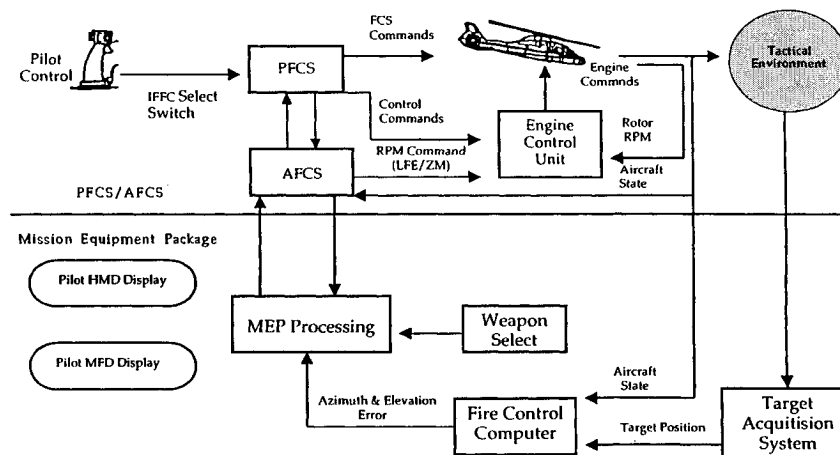 FCS
Commands
Pilot
Control
PFCS
Tactical
Environment
Engine
Commnds
IFFC Select
Switch
Control
Commands
Engine
Control
Unit
Rotor
RPM
RPM Command
(LFE/ZM)
AFCS
Aircraft
State
PFCS/AFCS
Mission Equipment Package
Pilot HMD Display
MEP Processing
Weapon
Select
Pilot MFD Display
Aircraft
State
Azimuth & Elevation
Error
Fire Control
Computer
Target Position
Target
Acquitision
System